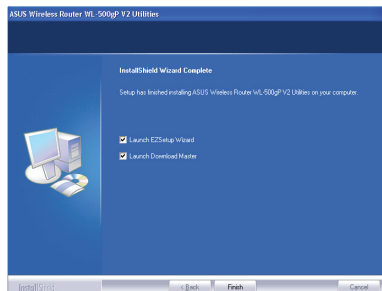 ASUS Wireless Router WL-500gP V2 Utilities
InstallShield Wizard Complete
Setup has finished installing ASUS Wireless Router WL-500gP V2 Utilities on your computer.
Launch EZSetup Wizard
Launch Download Master
InstallShield
< Back
Finish
Cancel